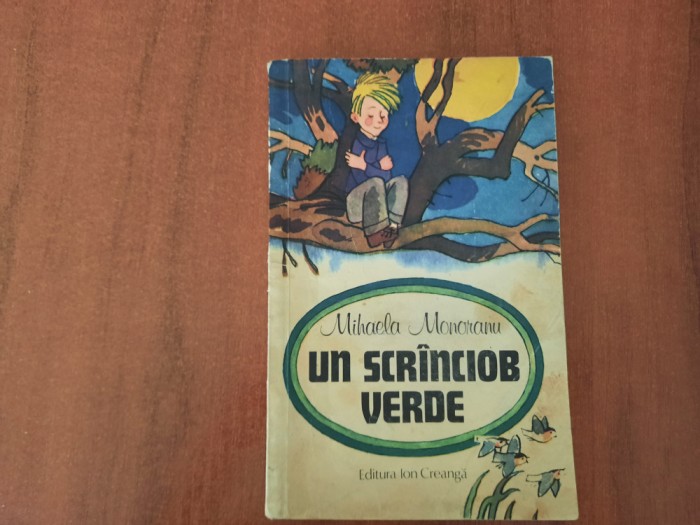 Mihaela Monoranu
UN SCRÎNCIOB
VERDE
Editura Ion Creangă